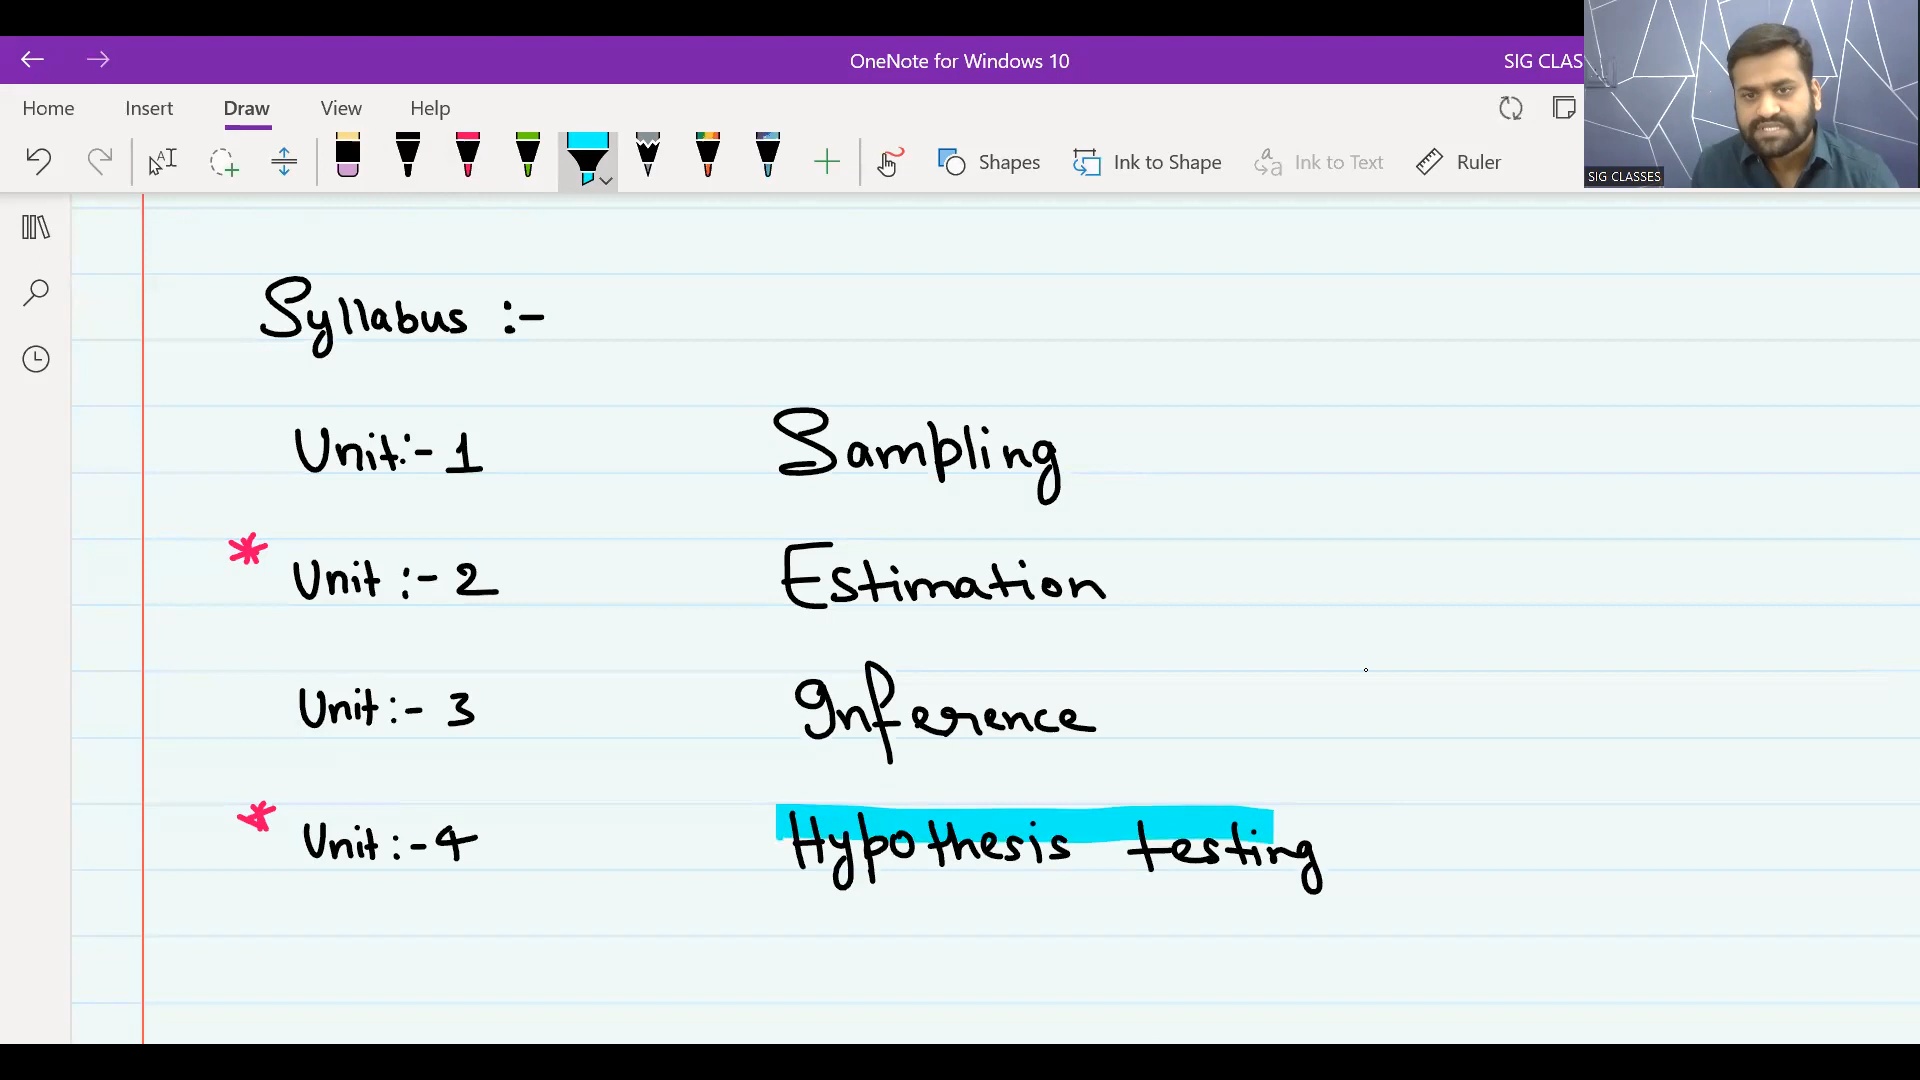 OneNote for Windows 10
SIG CLAS
Home Insert Draw View Help
Shapes Ink to Shape Ink to Text Ruler
SIG CLASSES
Syllabus :-
Unit:- 1 Sampling
* Unit :- 2 Estimation
Unit :- 3 Inference
* Unit :- 4 Hypothesis testing